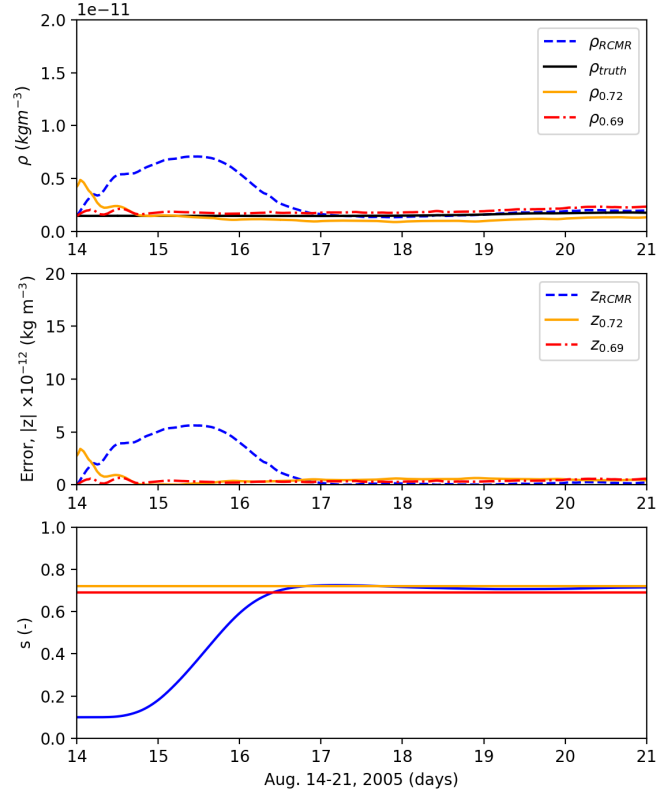 1e−11
2.0
1.5
1.0
0.5
0.0
ρ (kgm⁻³)
ρ_RCMR
ρ_truth
ρ_0.72
ρ_0.69
14 15 16 17 18 19 20 21
20
15
10
5
0
Error, |z| ×10⁻¹² (kg m⁻³)
z_RCMR
z_0.72
z_0.69
14 15 16 17 18 19 20 21
1.0
0.8
0.6
0.4
0.2
0.0
s (-)
14 15 16 17 18 19 20 21
Aug. 14-21, 2005 (days)